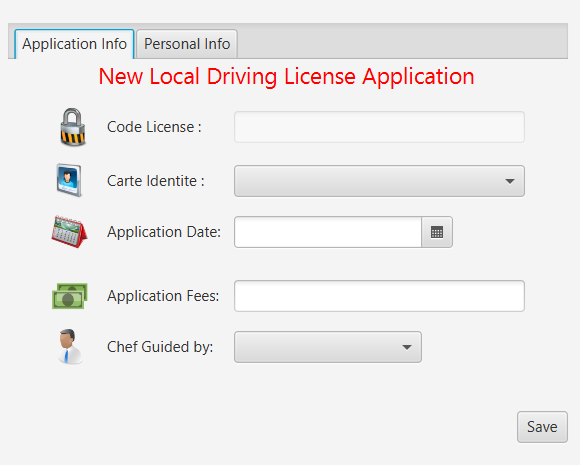 Application Info
Personal Info
New Local Driving License Application
Code License :
Carte Identite :
Application Date:
Application Fees:
Chef Guided by:
Save